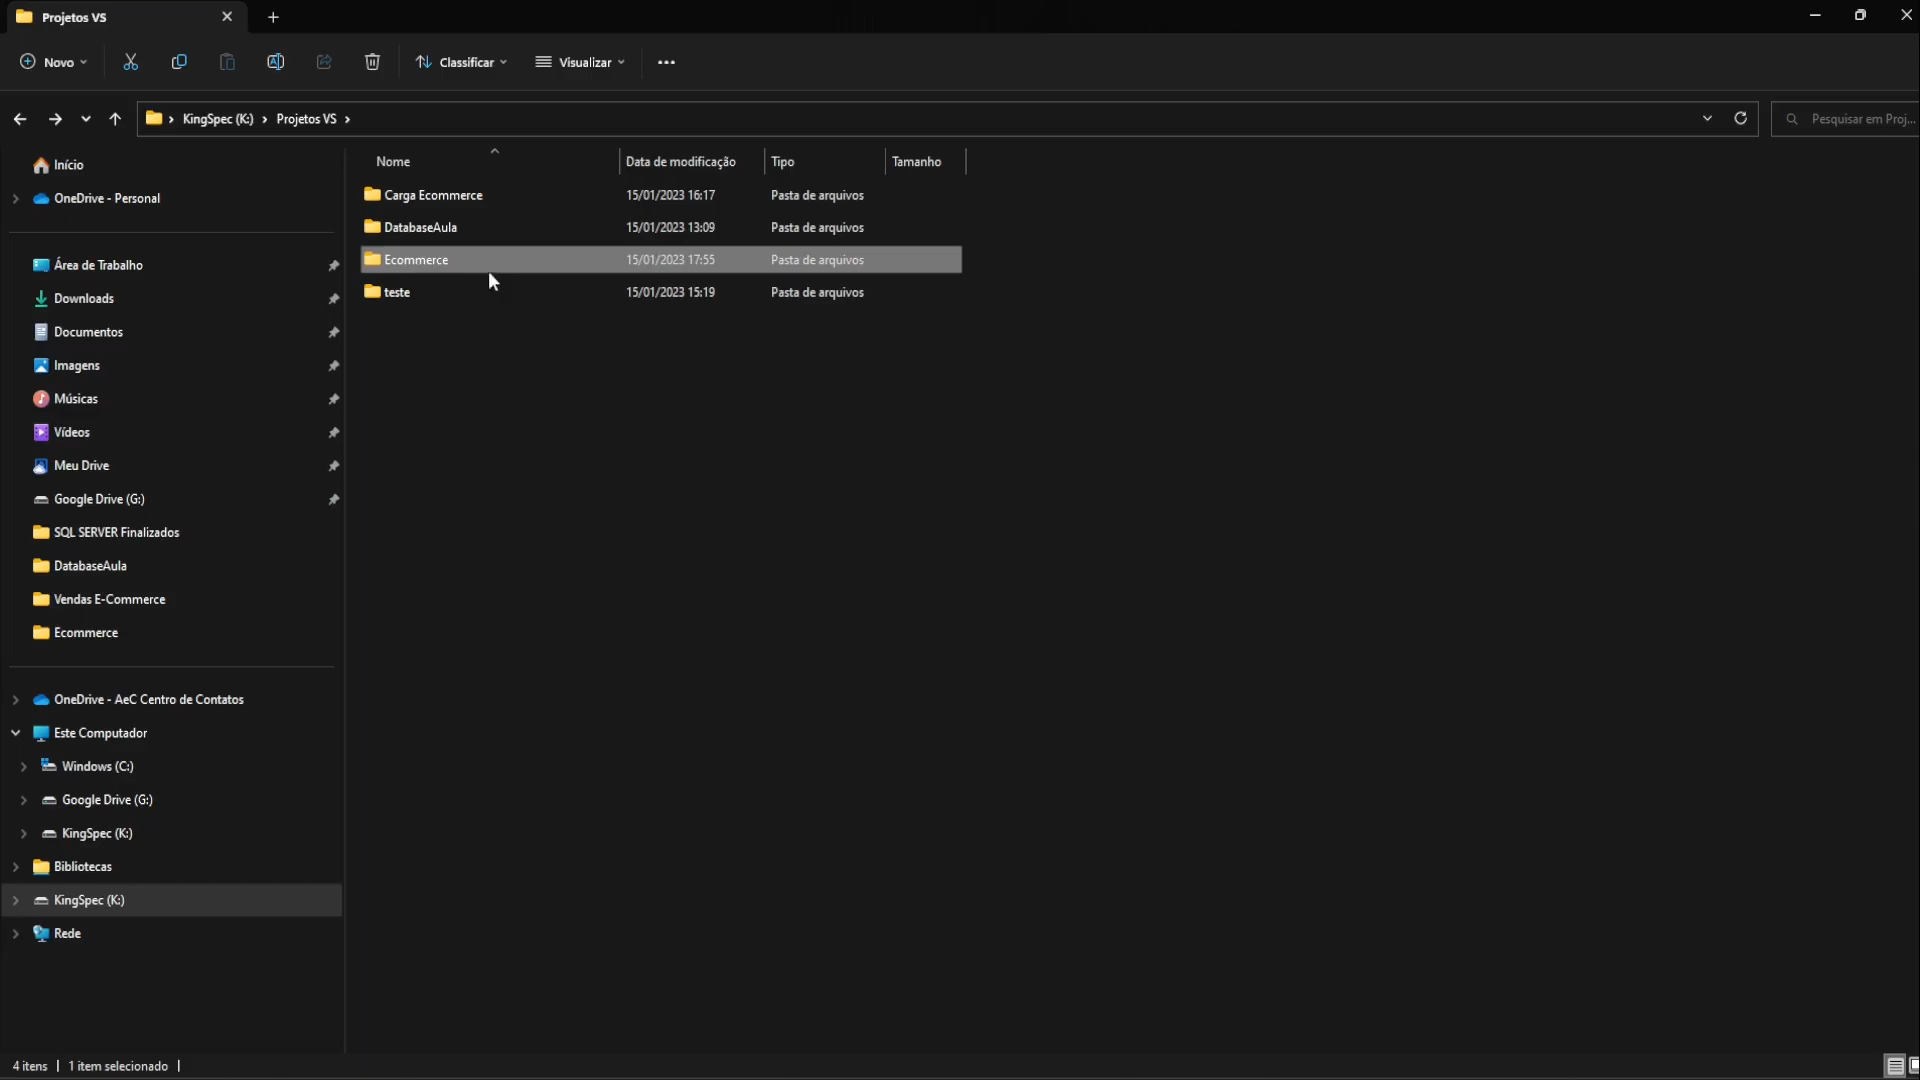 Projetos VS
Novo
Classificar
Visualizar
KingSpec (K:) Projetos VS
Pesquisar em Proj...
Nome Data de modificação Tipo Tamanho
Carga Ecommerce 15/01/2023 16:17 Pasta de arquivos
DatabaseAula 15/01/2023 13:09 Pasta de arquivos
Ecommerce 15/01/2023 17:55 Pasta de arquivos
teste 15/01/2023 15:19 Pasta de arquivos
Início
OneDrive - Personal
Área de Trabalho
Downloads
Documentos
Imagens
Músicas
Vídeos
Meu Drive
Google Drive (G:)
SQL SERVER Finalizados
DatabaseAula
Vendas E-Commerce
Ecommerce
OneDrive - AeC Centro de Contatos
Este Computador
Windows (C:)
Google Drive (G:)
KingSpec (K:)
Bibliotecas
KingSpec (K:)
Rede
4 itens 1 item selecionado